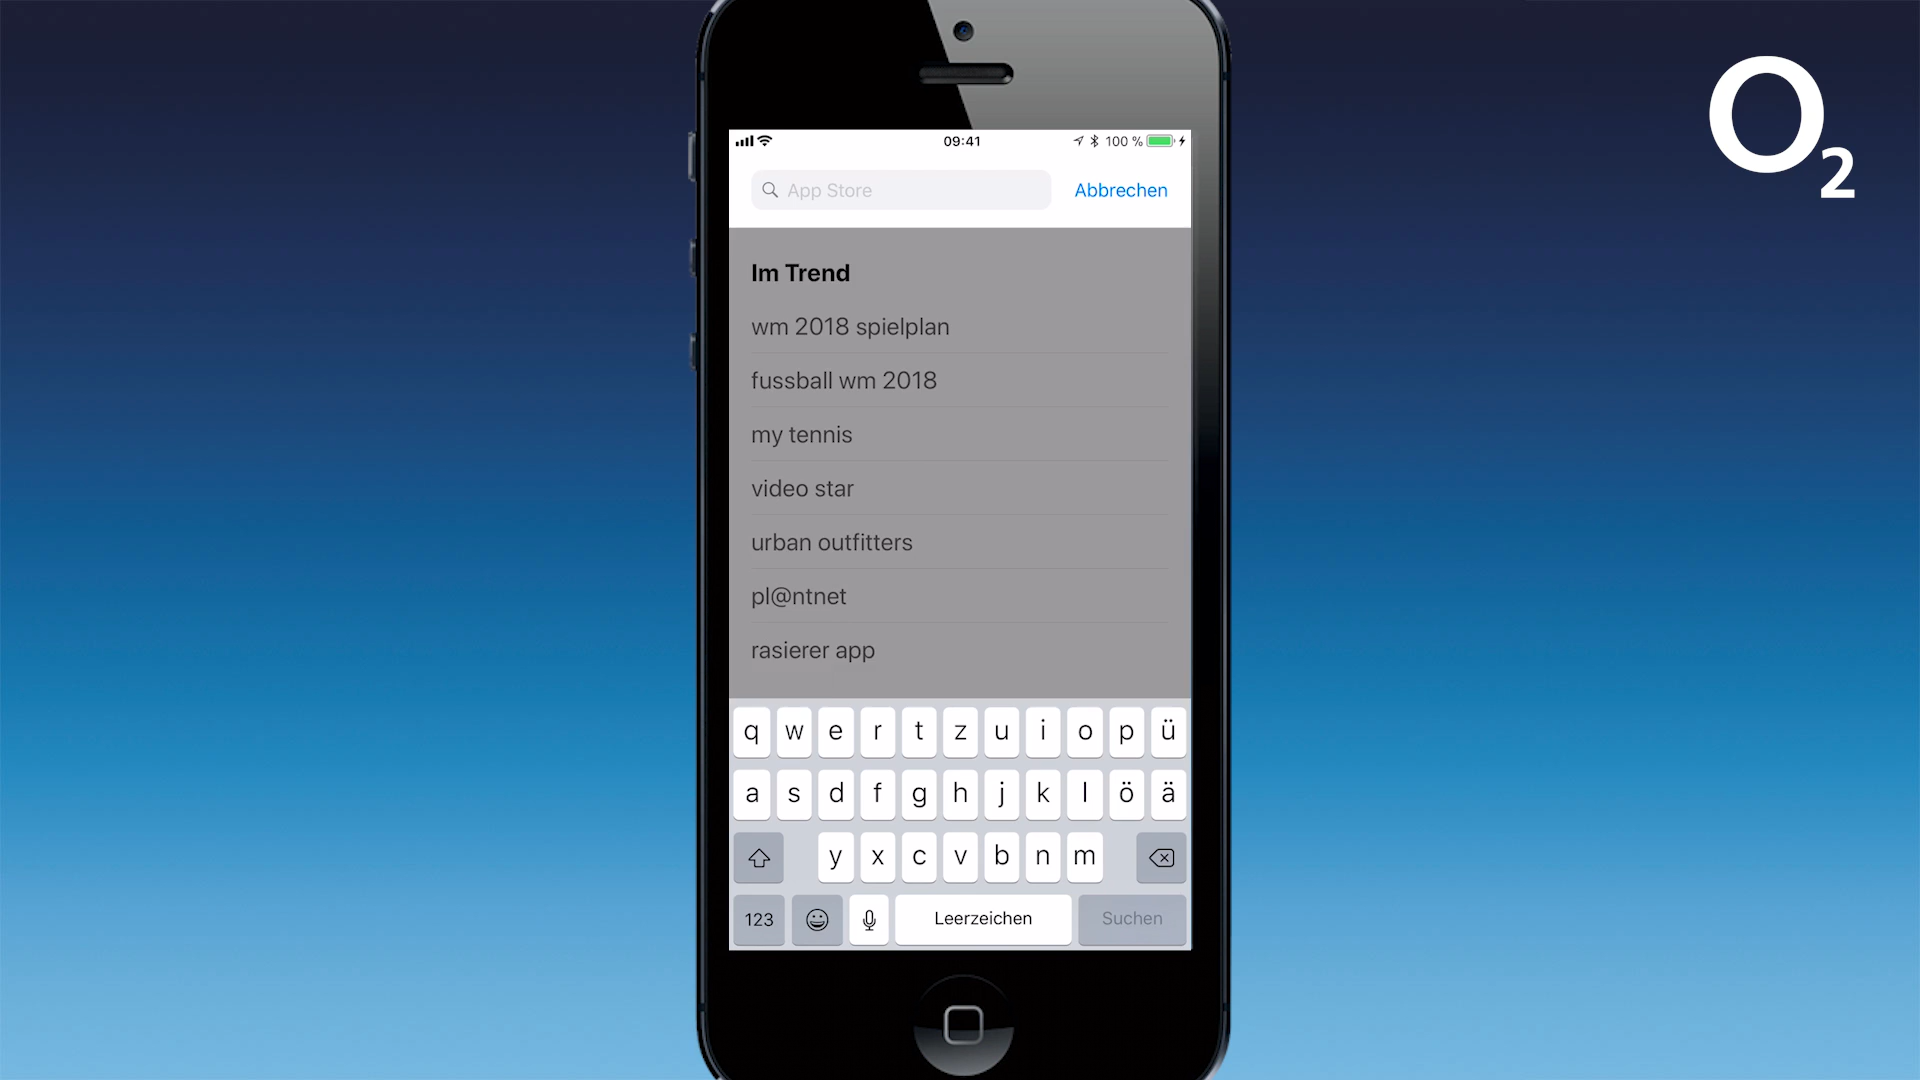 O2
09:41
100 %
App Store
Abbrechen
Im Trend
wm 2018 spielplan
fussball wm 2018
my tennis
video star
urban outfitters
pl@ntnet
rasierer app
q w e r t z u i o p ü
a s d f g h j k l ö ä
y x c v b n m
123 Leerzeichen Suchen